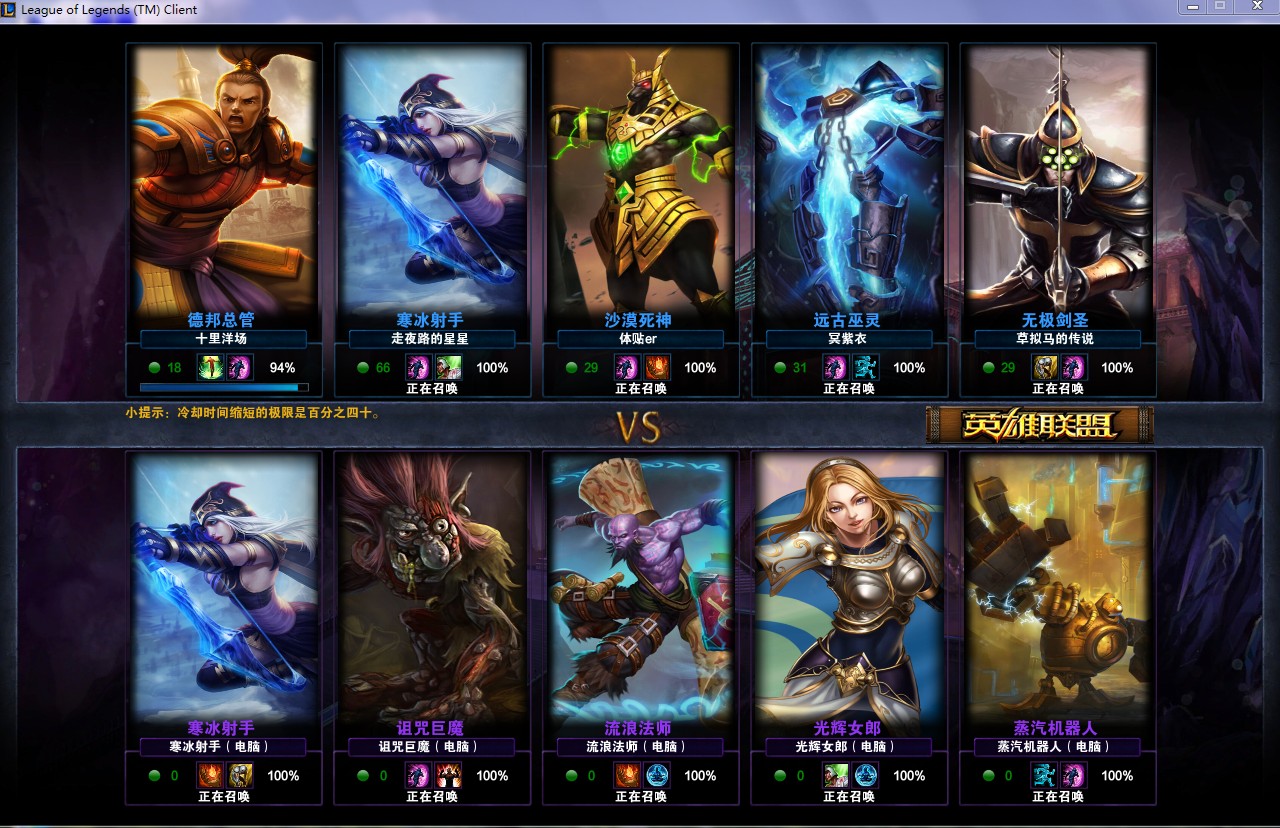 League of Legends (TM) Client
德邦总管 寒冰射手 沙漠死神 远古巫灵 无极剑圣
十里洋场 走夜路的星星 体贴er 冥紫衣 草拟马的传说
18 94% 66 100% 29 100% 31 100% 29 100%
正在召唤 正在召唤 正在召唤 正在召唤
小提示：冷却时间缩短的极限是百分之四十。
VS
英雄联盟
寒冰射手 诅咒巨魔 流浪法师 光辉女郎 蒸汽机器人
寒冰射手（电脑） 诅咒巨魔（电脑） 流浪法师（电脑） 光辉女郎（电脑） 蒸汽机器人（电脑）
0 100% 0 100% 0 100% 0 100% 0 100%
正在召唤 正在召唤 正在召唤 正在召唤 正在召唤